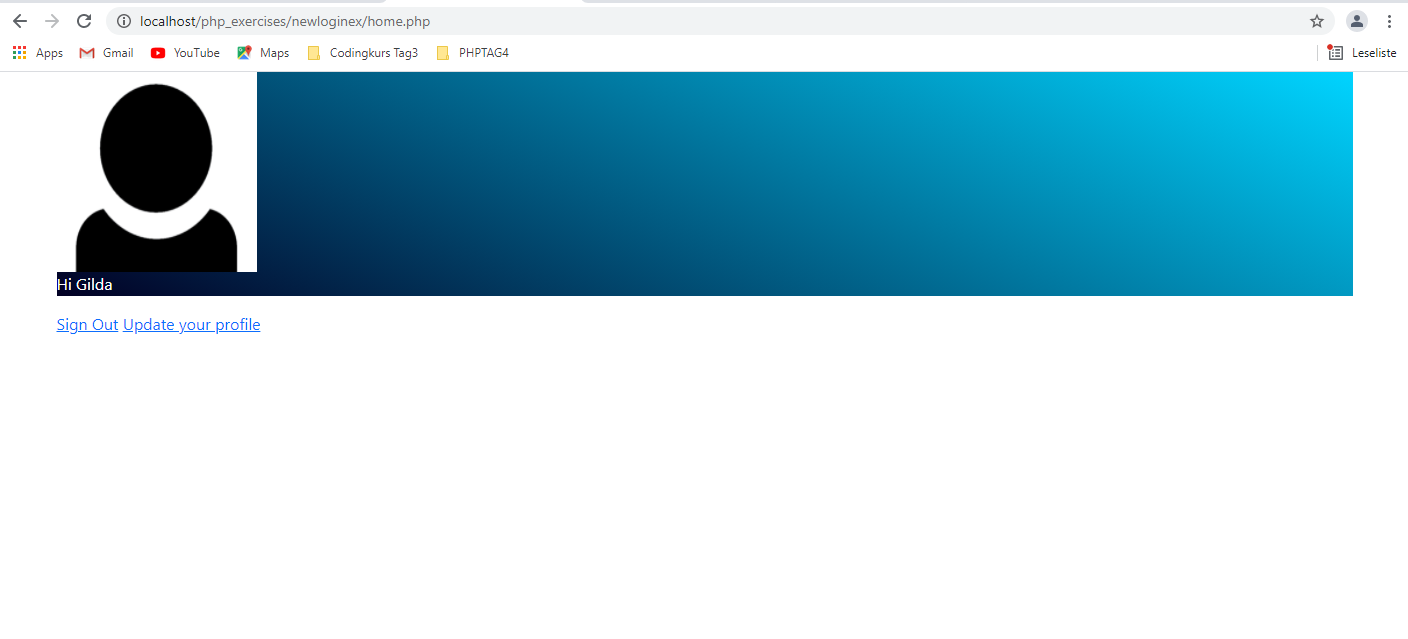 localhost/php_exercises/newloginex/home.php
Apps Gmail YouTube Maps Codingkurs Tag3 PHPTAG4 Leseliste
Hi Gilda
Sign Out Update your profile